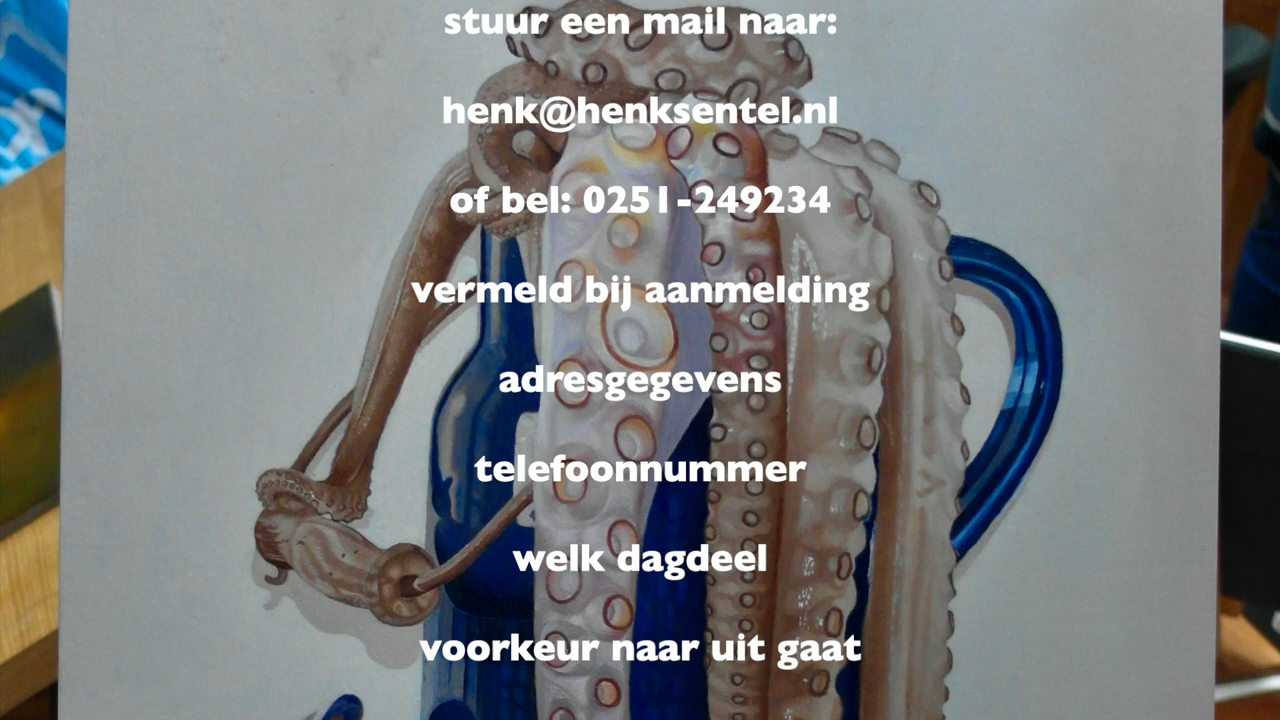 stuur een mail naar:
henk@henksentel.nl
of bel: 0251-249234
vermeld bij aanmelding
adresgegevens
telefoonnummer
welk dagdeel
voorkeur naar uit gaat